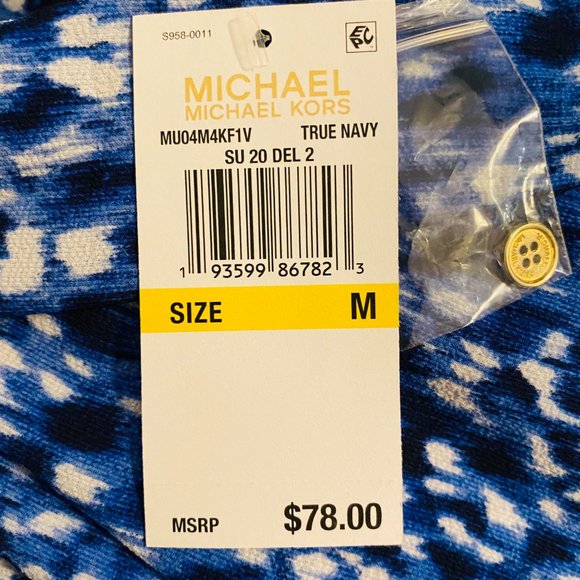 S958-0011
EPC
MICHAEL
MICHAEL KORS
MU04M4KF1V TRUE NAVY
SU 20 DEL 2
1 93599 86782 3
SIZE M
MSRP $78.00